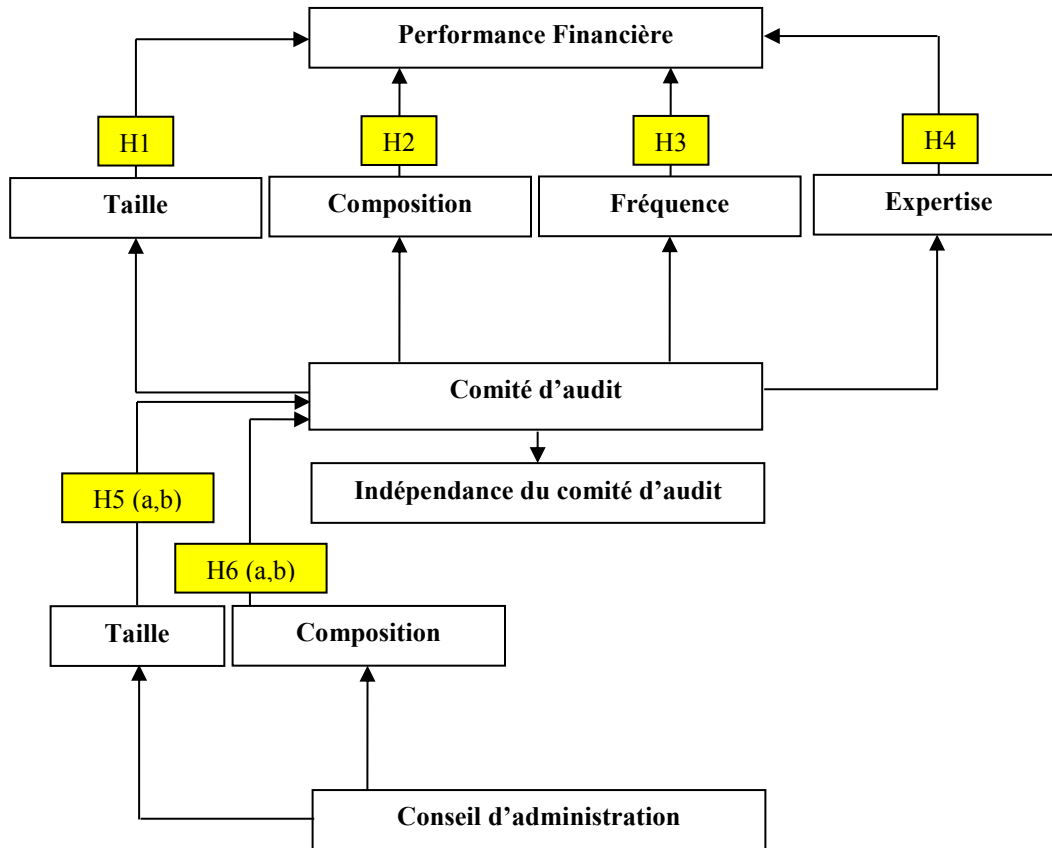 Performance Financière
H1
H2
H3
H4
Taille
Composition
Fréquence
Expertise
Comité d’audit
Indépendance du comité d’audit
H5 (a,b)
H6 (a,b)
Taille
Composition
Conseil d’administration